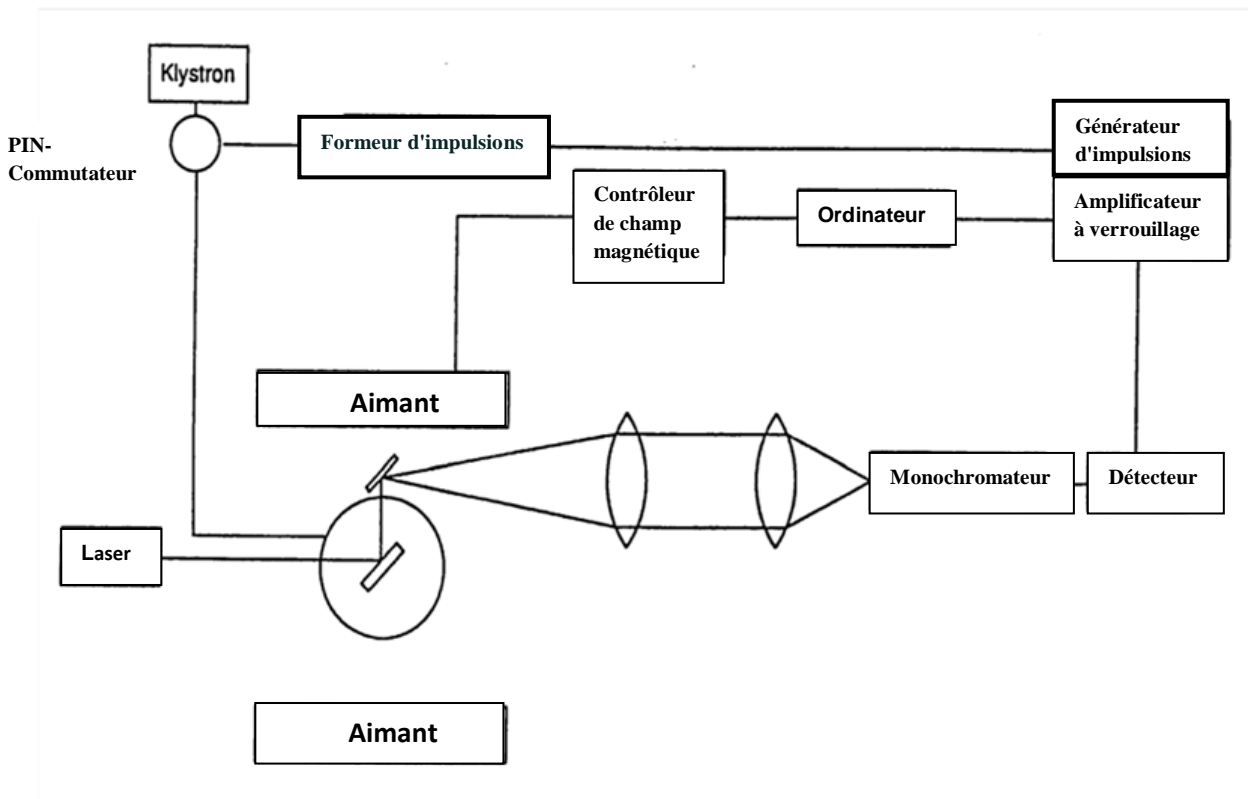 Klystron
PIN-
Commutateur
Formeur d'impulsions
Générateur
d'impulsions
Contrôleur
de champ
magnétique
Ordinateur
Amplificateur
à verrouillage
Aimant
Monochromateur
Détecteur
Laser
Aimant